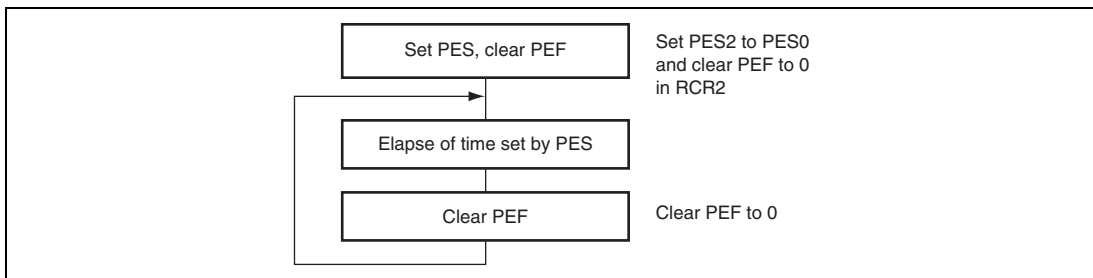 Set PES, clear PEF
Set PES2 to PES0
and clear PEF to 0
in RCR2
Elapse of time set by PES
Clear PEF
Clear PEF to 0